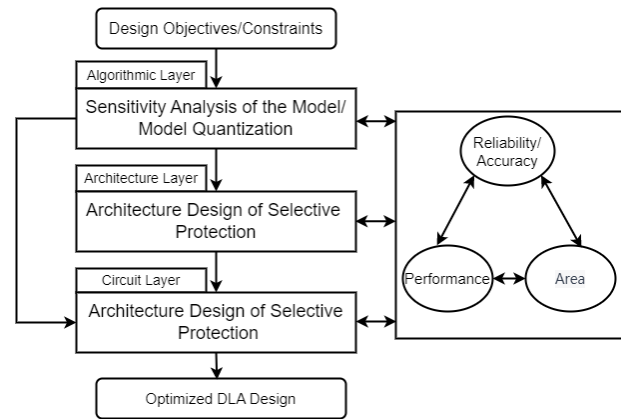 Design Objectives/Constraints
Algorithmic Layer
Sensitivity Analysis of the Model/
Model Quantization
Architecture Layer
Architecture Design of Selective
Protection
Circuit Layer
Architecture Design of Selective
Protection
Optimized DLA Design
Reliability/
Accuracy
Performance
Area